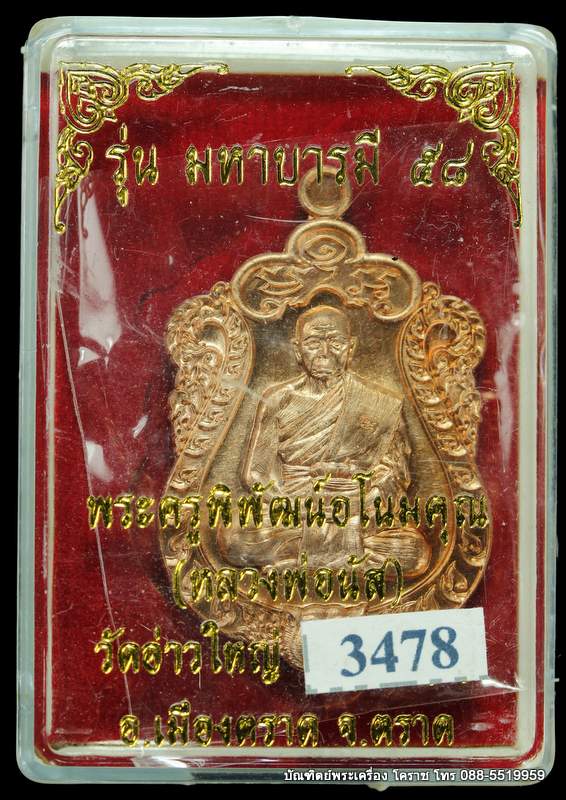 รุ่น มหาบารมี ๕๘
พระครูพิพัฒน์อโนมคุณ
(หลวงพ่อนัส)
วัดอ่าวใหญ่
3478
อ.เมืองตราด จ.ตราด
บัณฑิตย์พระเครื่อง โคราช โทร 088-5519959